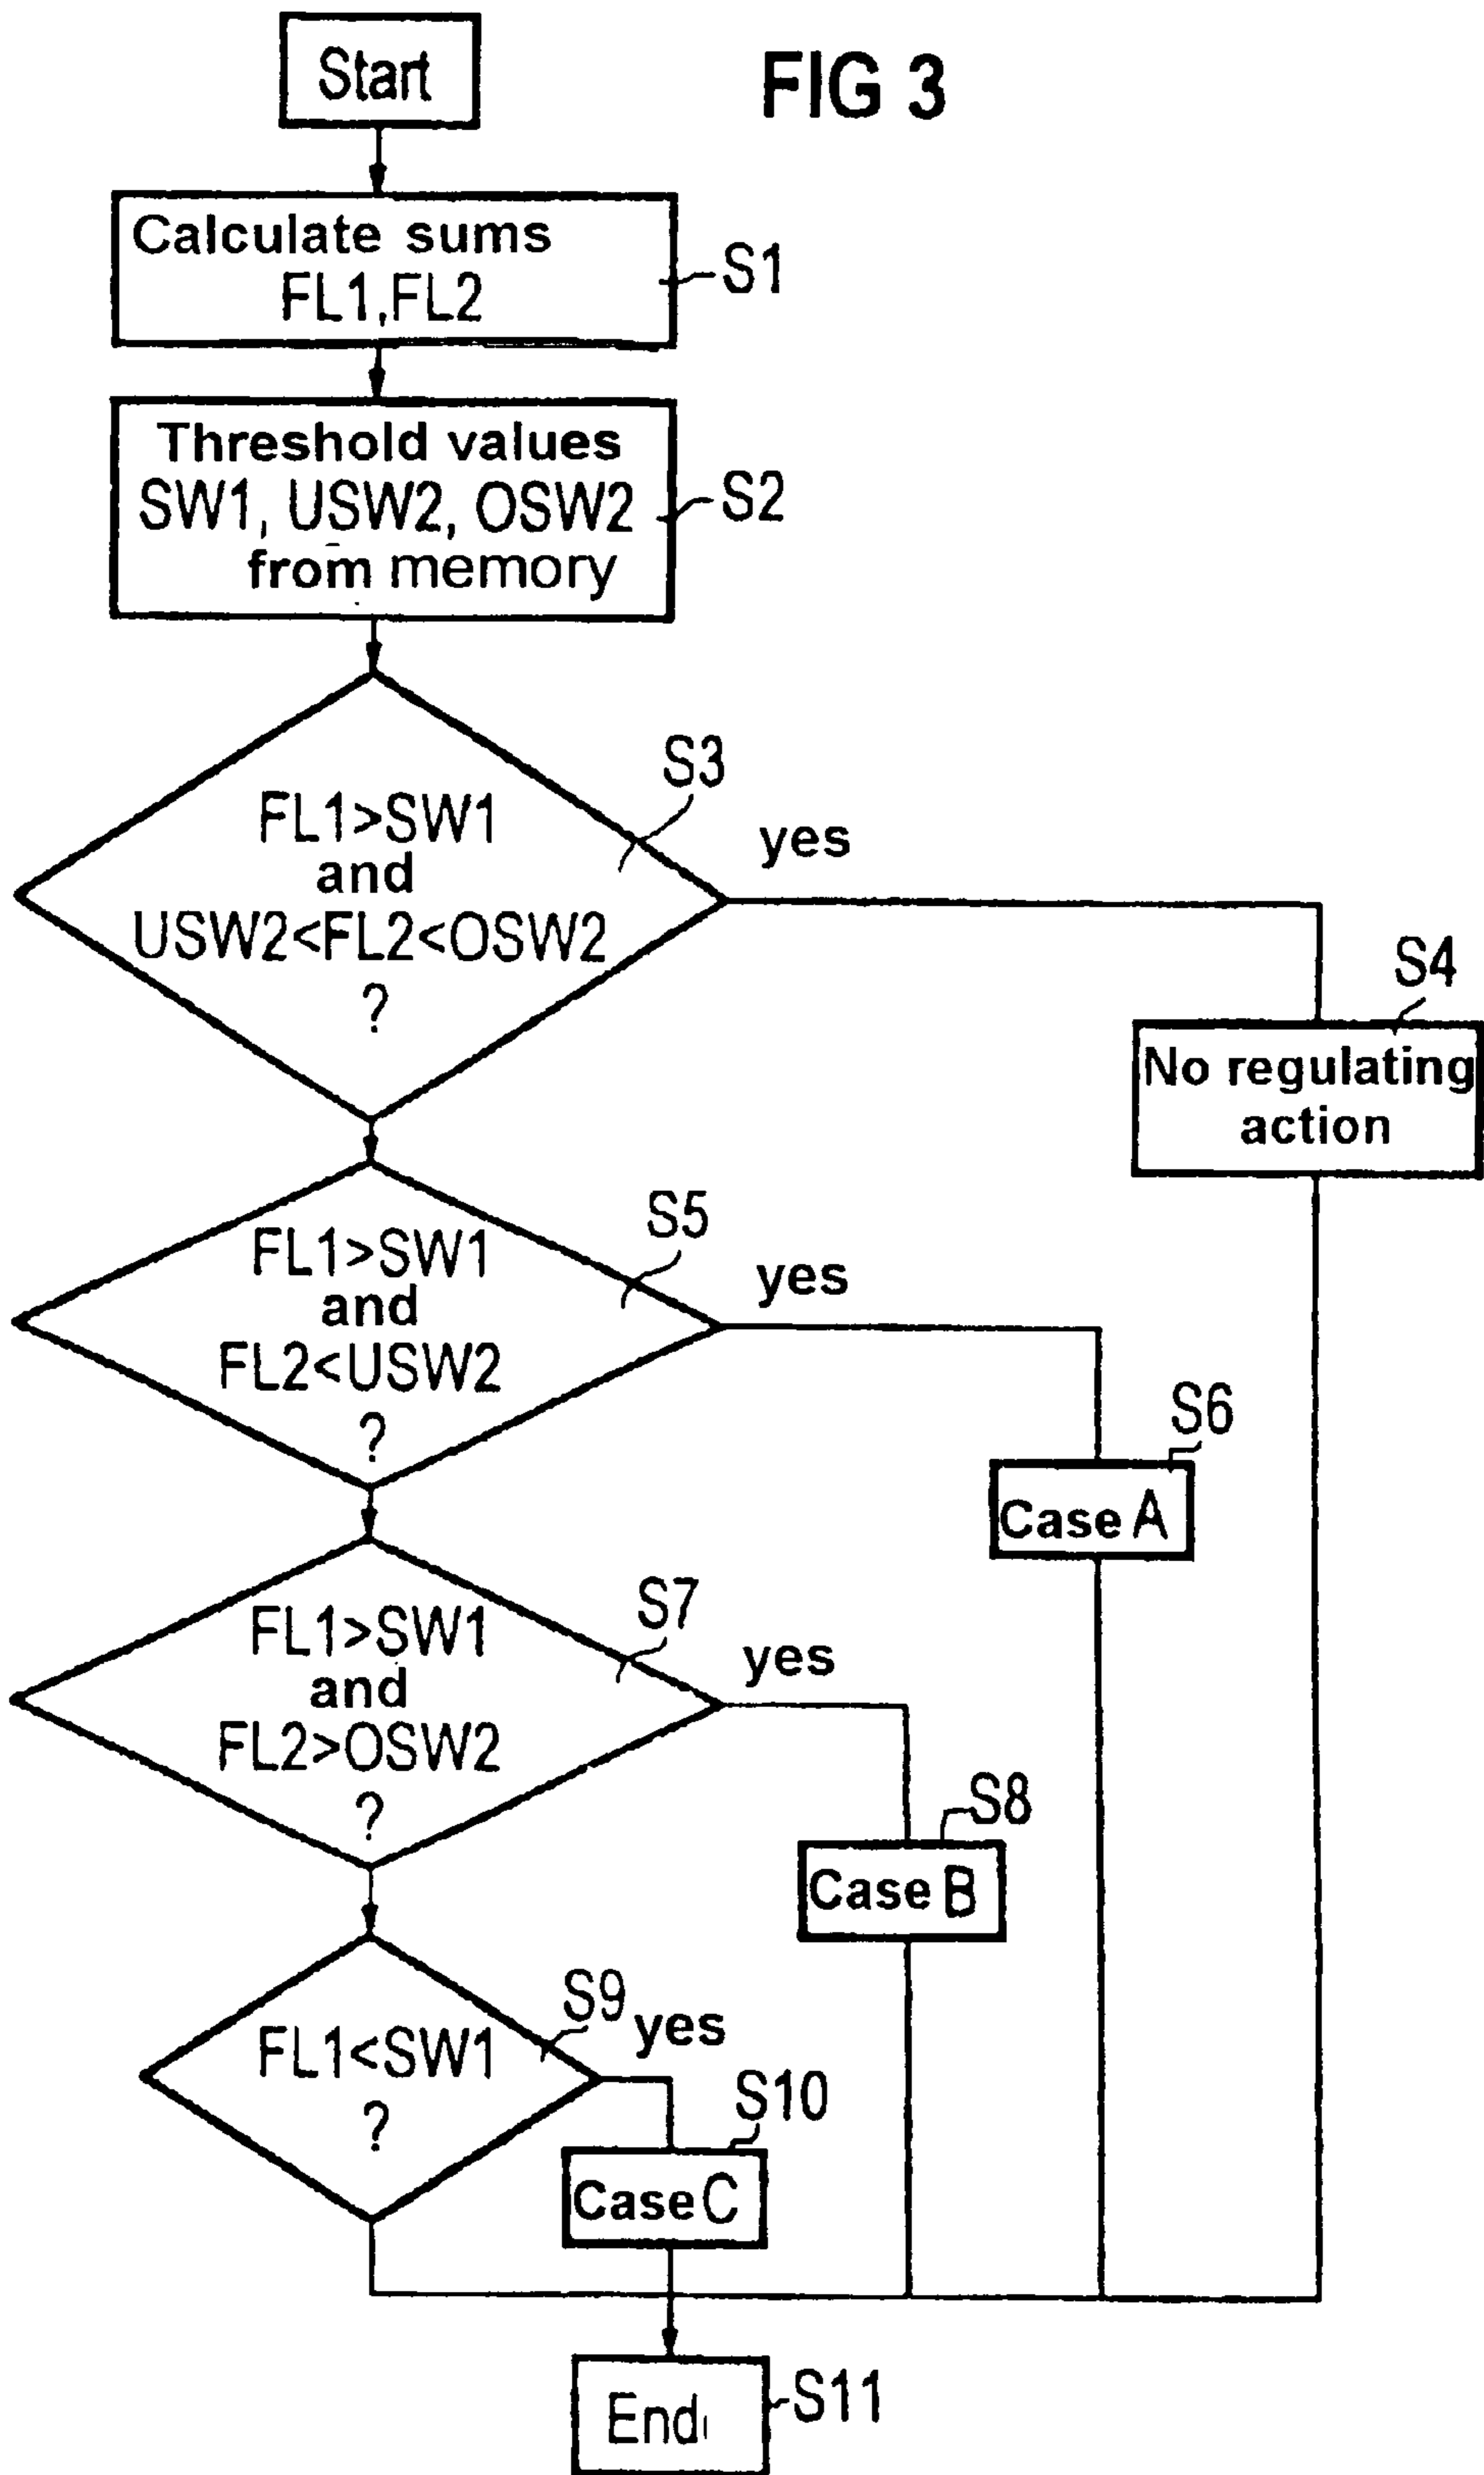 Start
FIG 3
Calculate sums
FL1,FL2
S1
Threshold values
SW1, USW2, OSW2
from memory
S2
S3
FL1>SW1
and
USW2<FL2<OSW2
?
yes
S4
No regulating
action
S5
FL1>SW1
and
FL2<USW2
?
yes
S6
Case A
S7
FL1>SW1
and
FL2>OSW2
?
yes
S8
Case B
S9
FL1<SW1
?
yes
S10
Case C
End
S11